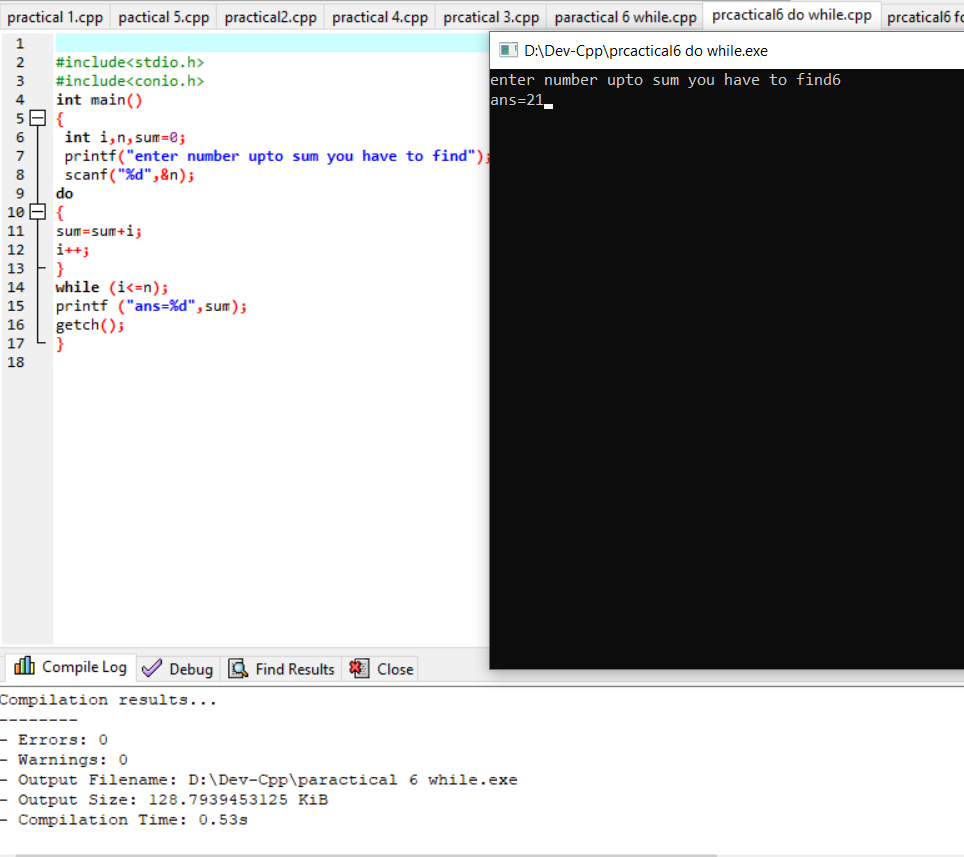 practical 1.cpp pactical 5.cpp practical2.cpp practical 4.cpp prcatical 3.cpp paractical 6 while.cpp prcactical6 do while.cpp prcatical6 fo
1
2 #include<stdio.h>
3 #include<conio.h>
4 int main()
5 {
6 int i,n,sum=0;
7 printf("enter number upto sum you have to find");
8 scanf("%d",&n);
9 do
10 {
11 sum=sum+i;
12 i++;
13 }
14 while (i<=n);
15 printf ("ans=%d",sum);
16 getch();
17 }
18
D:\Dev-Cpp\prcactical6 do while.exe
enter number upto sum you have to find6
ans=21
Compile Log Debug Find Results Close
Compilation results...
--------
- Errors: 0
- Warnings: 0
- Output Filename: D:\Dev-Cpp\paractical 6 while.exe
- Output Size: 128.7939453125 KiB
- Compilation Time: 0.53s